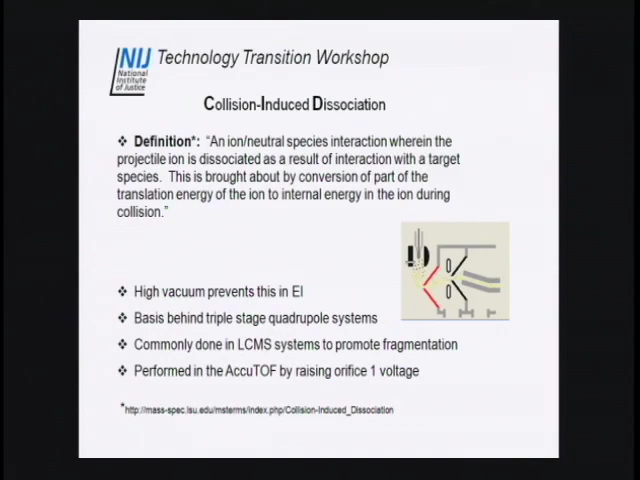 NIJ
National
Institute
of Justice
Technology Transition Workshop
Collision-Induced Dissociation
❖ Definition*: "An ion/neutral species interaction wherein the
projectile ion is dissociated as a result of interaction with a target
species. This is brought about by conversion of part of the
translation energy of the ion to internal energy in the ion during
collision."
❖ High vacuum prevents this in EI
❖ Basis behind triple stage quadrupole systems
❖ Commonly done in LCMS systems to promote fragmentation
❖ Performed in the AccuTOF by raising orifice 1 voltage
*http://mass-spec.lsu.edu/msterms/index.php/Collision-Induced_Dissociation